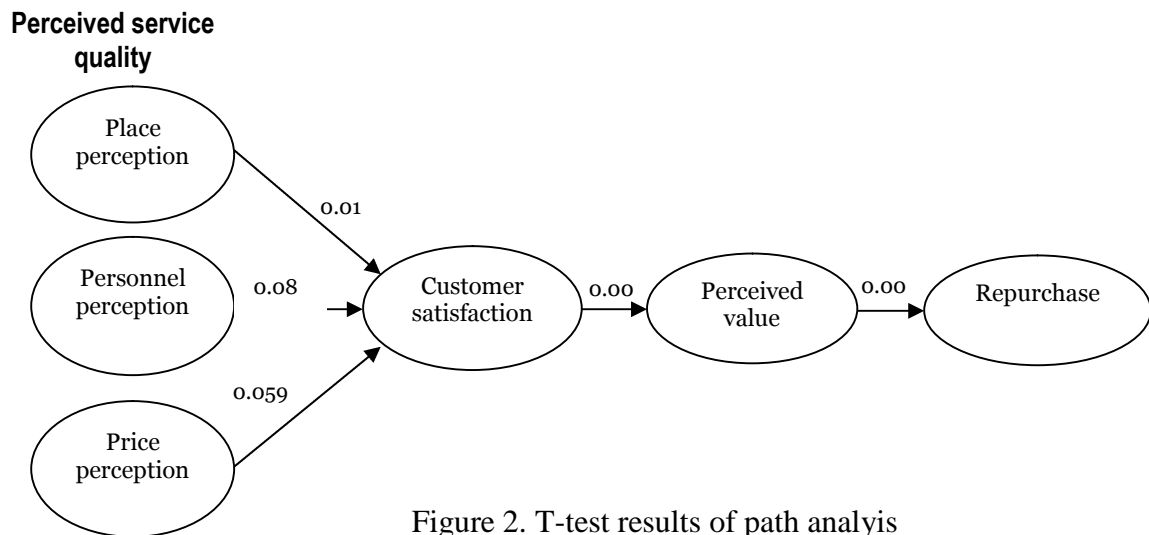 Perceived service
quality
Place
perception
0.01
Personnel
perception
0.08
Customer
satisfaction
0.00
Perceived
value
0.00
Repurchase
0.059
Price
perception
Figure 2. T-test results of path analyis